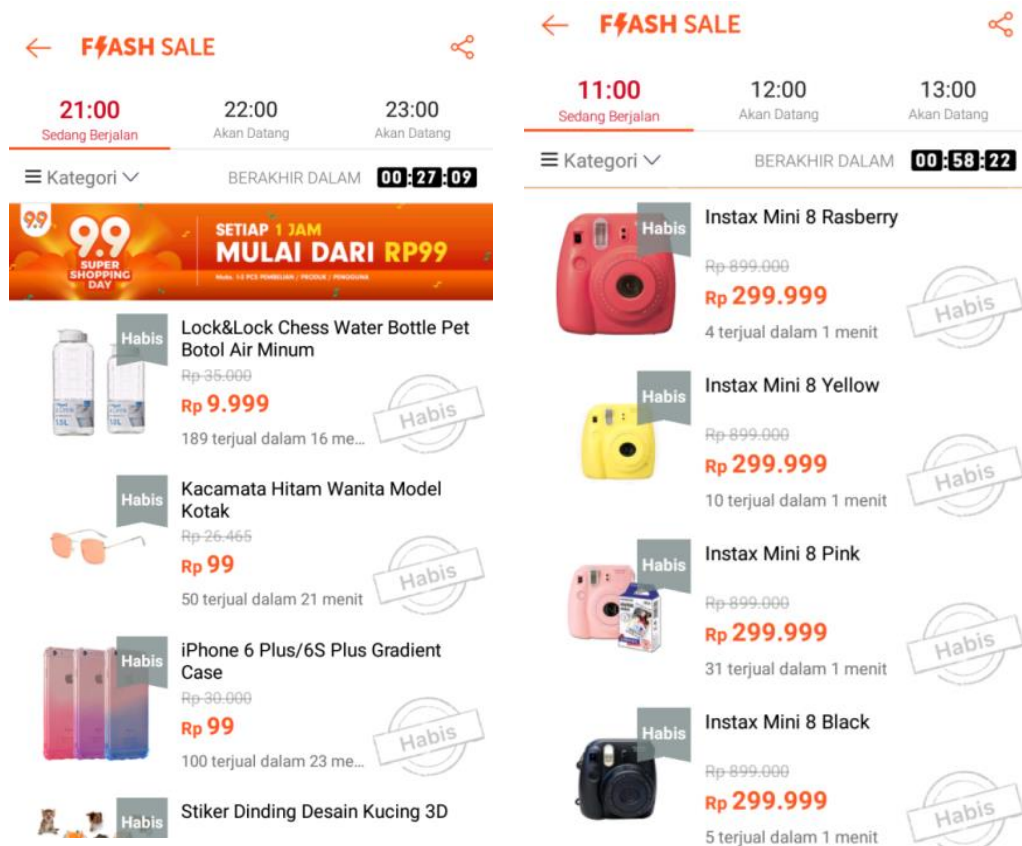 FLASH SALE
21:00
Sedang Berjalan
22:00
Akan Datang
23:00
Akan Datang
Kategori
BERAKHIR DALAM 00:27:09
9.9
9.9
SUPER
SHOPPING
DAY
SETIAP 1 JAM
MULAI DARI RP99
Habis
Lock&Lock Chess Water Bottle Pet
Botol Air Minum
Rp 35.000
Rp 9.999
189 terjual dalam 16 me...
Habis
Habis
Kacamata Hitam Wanita Model
Kotak
Rp 26.465
Rp 99
50 terjual dalam 21 menit
Habis
Habis
iPhone 6 Plus/6S Plus Gradient
Case
Rp 30.000
Rp 99
100 terjual dalam 23 me...
Habis
Habis
Stiker Dinding Desain Kucing 3D
FLASH SALE
11:00
Sedang Berjalan
12:00
Akan Datang
13:00
Akan Datang
Kategori
BERAKHIR DALAM 00:58:22
Habis
Instax Mini 8 Rasberry
Rp 899.000
Rp 299.999
4 terjual dalam 1 menit
Habis
Habis
Instax Mini 8 Yellow
Rp 899.000
Rp 299.999
10 terjual dalam 1 menit
Habis
Habis
Instax Mini 8 Pink
Rp 899.000
Rp 299.999
31 terjual dalam 1 menit
Habis
Habis
Instax Mini 8 Black
Rp 899.000
Rp 299.999
5 terjual dalam 1 menit
Habis